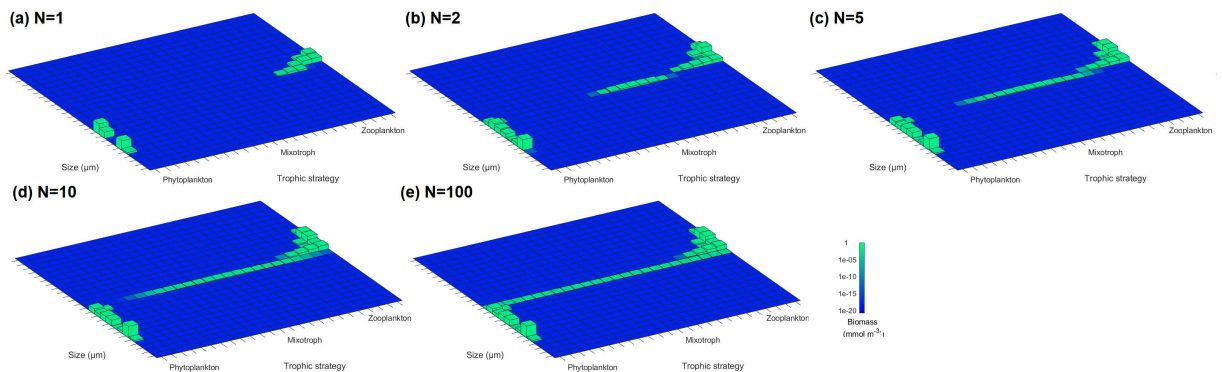 (a) N=1
(b) N=2
(c) N=5
Zooplankton
Zooplankton
Zooplankton
Mixotroph
Mixotroph
Mixotroph
Size (µm)
Size (µm)
Size (µm)
Phytoplankton
Trophic strategy
Phytoplankton
Trophic strategy
Phytoplankton
Trophic strategy
(d) N=10
(e) N=100
1
1e-05
1e-10
1e-15
1e-20
Biomass
(mmol m-3
Zooplankton
Zooplankton
Mixotroph
Mixotroph
Size (µm)
Size (µm)
Phytoplankton
Trophic strategy
Phytoplankton
Trophic strategy